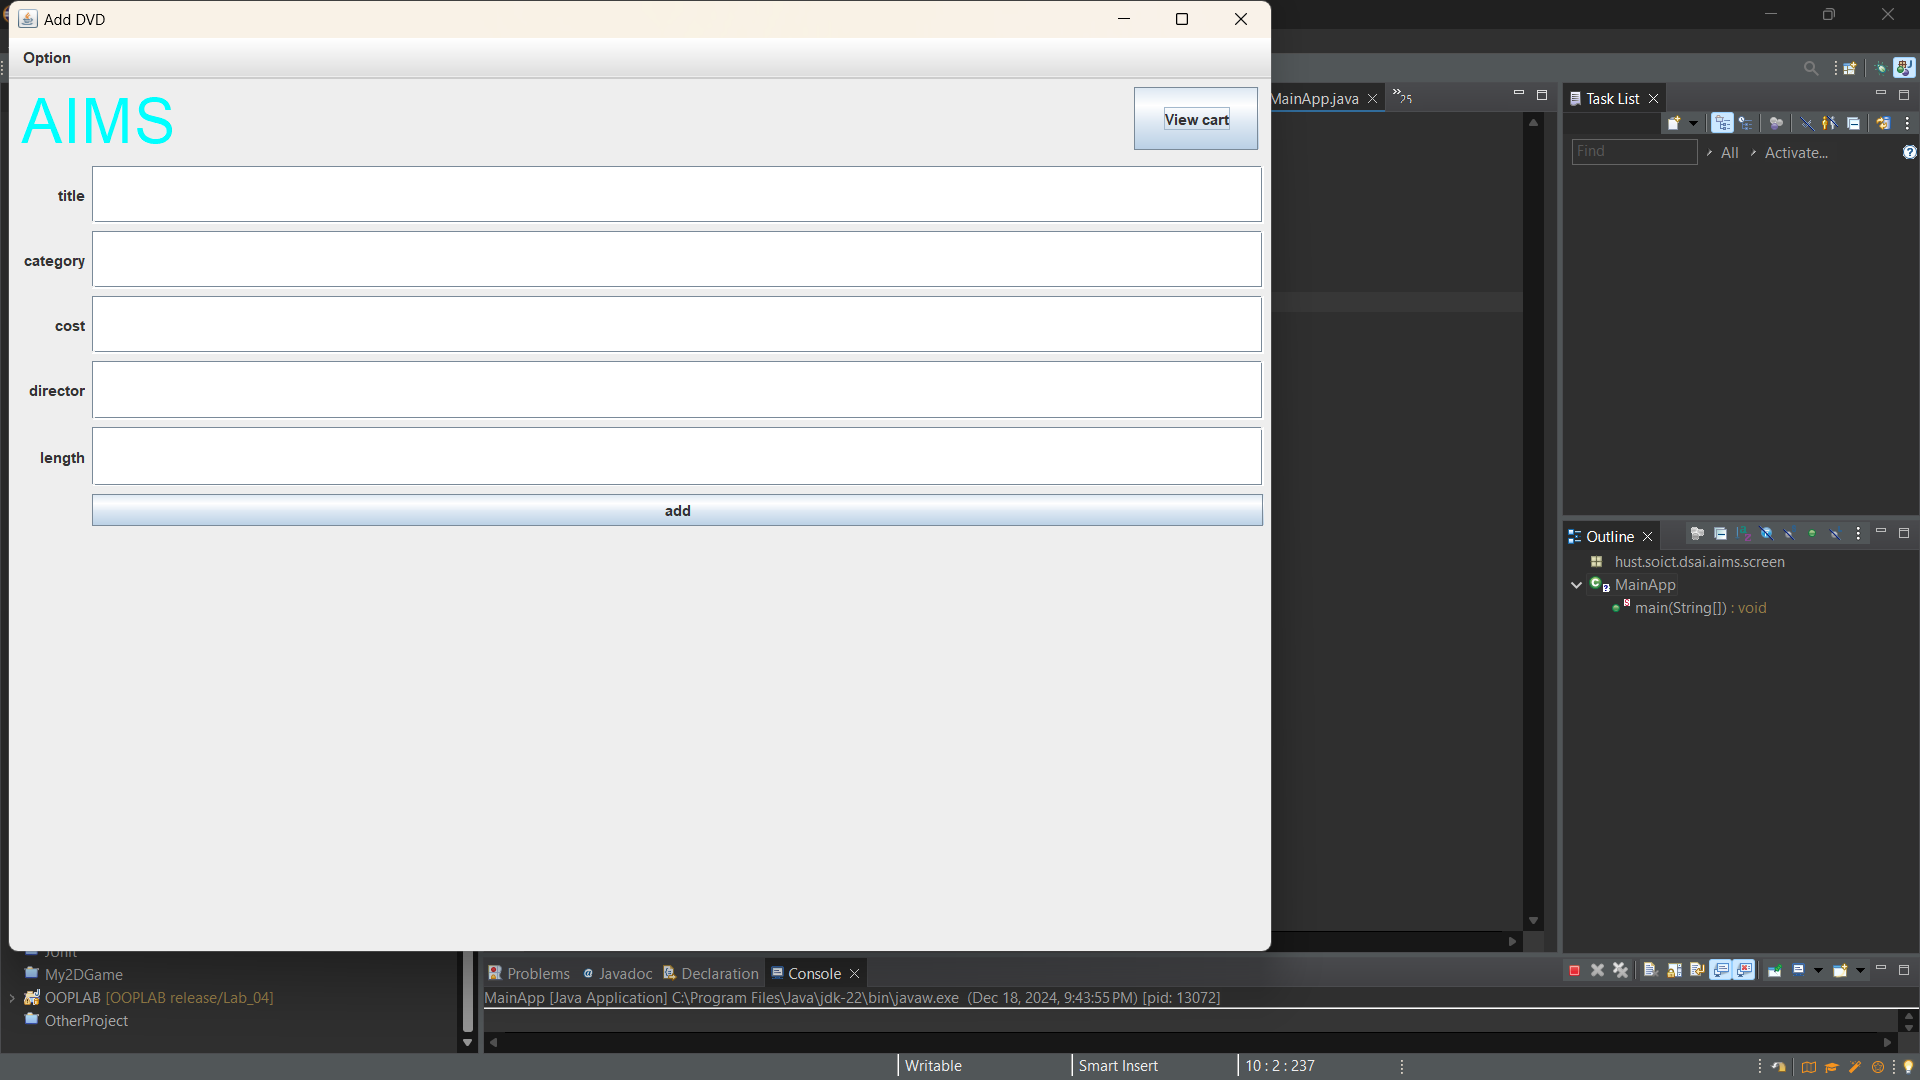 Add DVD
Option
AIMS
View cart
title
category
cost
director
length
add
MainApp.java
25
Task List
Find
All
Activate...
Outline
hust.soict.dsai.aims.screen
MainApp
main(String[]) : void
My2DGame
OOPLAB [OOPLAB release/Lab_04]
OtherProject
Problems
Javadoc
Declaration
Console
MainApp [Java Application] C:\Program Files\Java\jdk-22\bin\javaw.exe (Dec 18, 2024, 9:43:55 PM) [pid: 13072]
Writable
Smart Insert
10 : 2 : 237